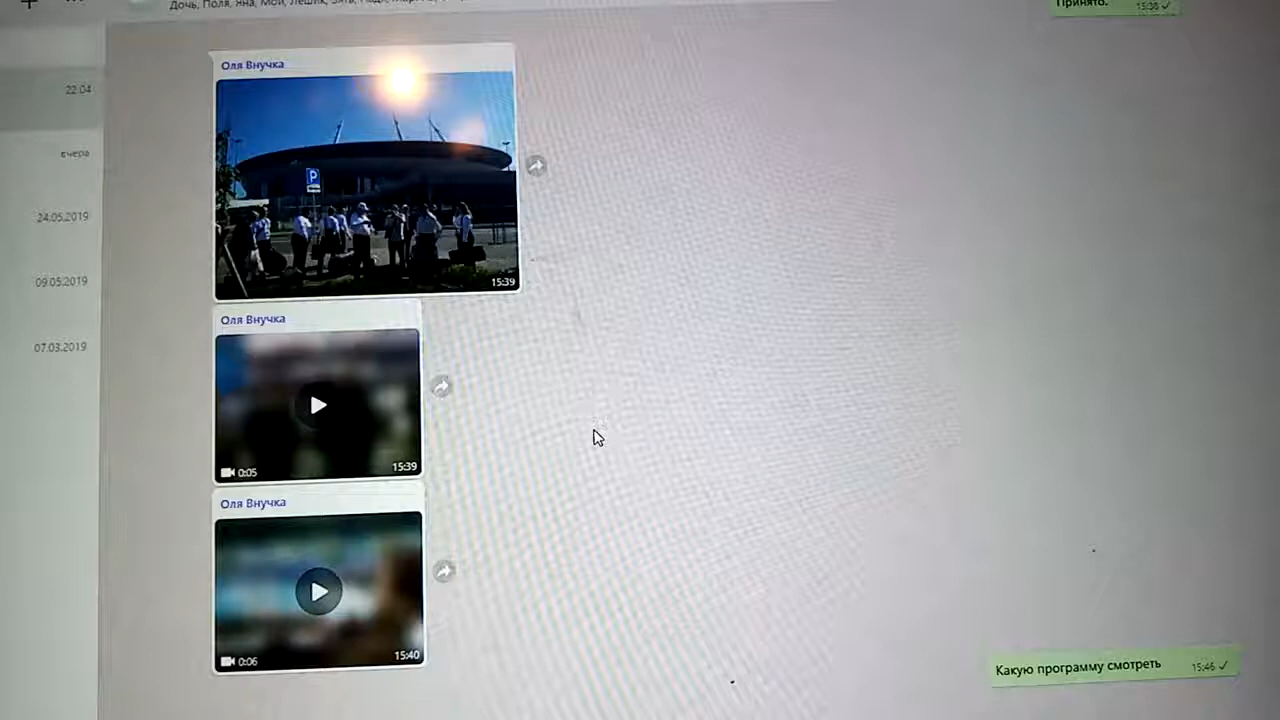 Дочь, Поля, Яна, Мой, Лешик, Зять,
Принято.
15:38
22:04
вчера
24.05.2019
09.05.2019
07.03.2019
Оля Внучка
P
15:39
Оля Внучка
0:05
15:39
Оля Внучка
0:06
15:40
Какую программу смотреть
15:46